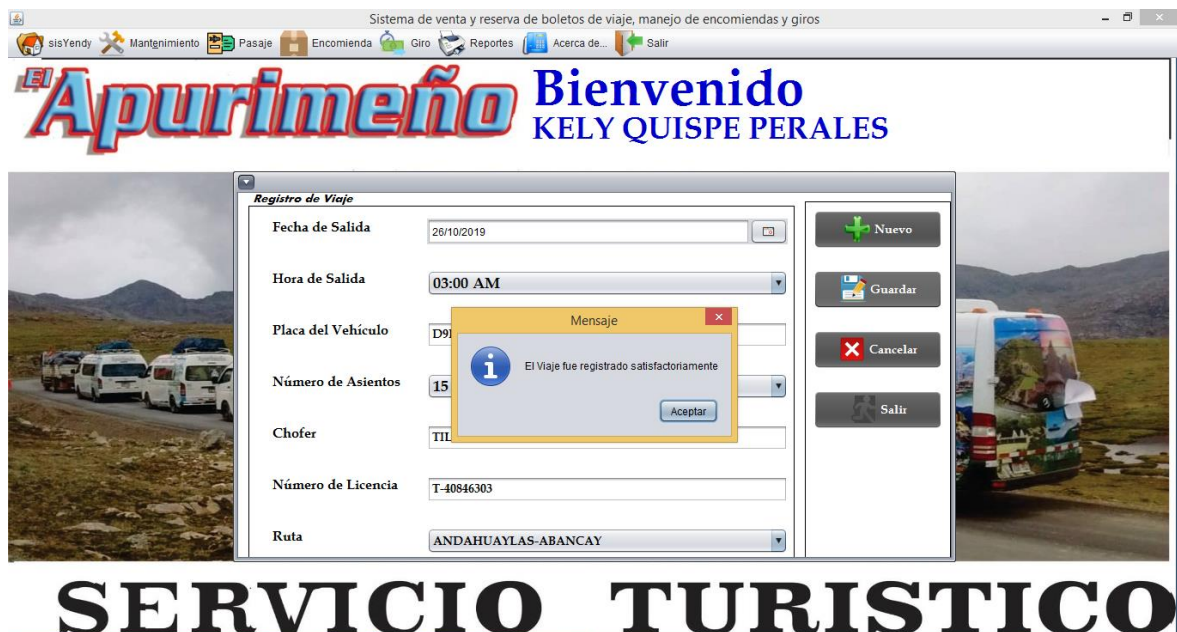 Sistema de venta y reserva de boletos de viaje, manejo de encomiendas y giros
sisYendy Mantenimiento Pasaje Encomienda Giro Reportes Acerca de... Salir
"El Apurimeño
Bienvenido
KELY QUISPE PERALES
Registro de Viaje
Fecha de Salida 26/10/2019
Hora de Salida 03:00 AM
Placa del Vehículo
Número de Asientos 15
Chofer
Número de Licencia T-40846303
Ruta ANDAHUAYLAS-ABANCAY
Nuevo
Guardar
Cancelar
Salir
Mensaje
El Viaje fue registrado satisfactoriamente
Aceptar
SERVICIO TURISTICO